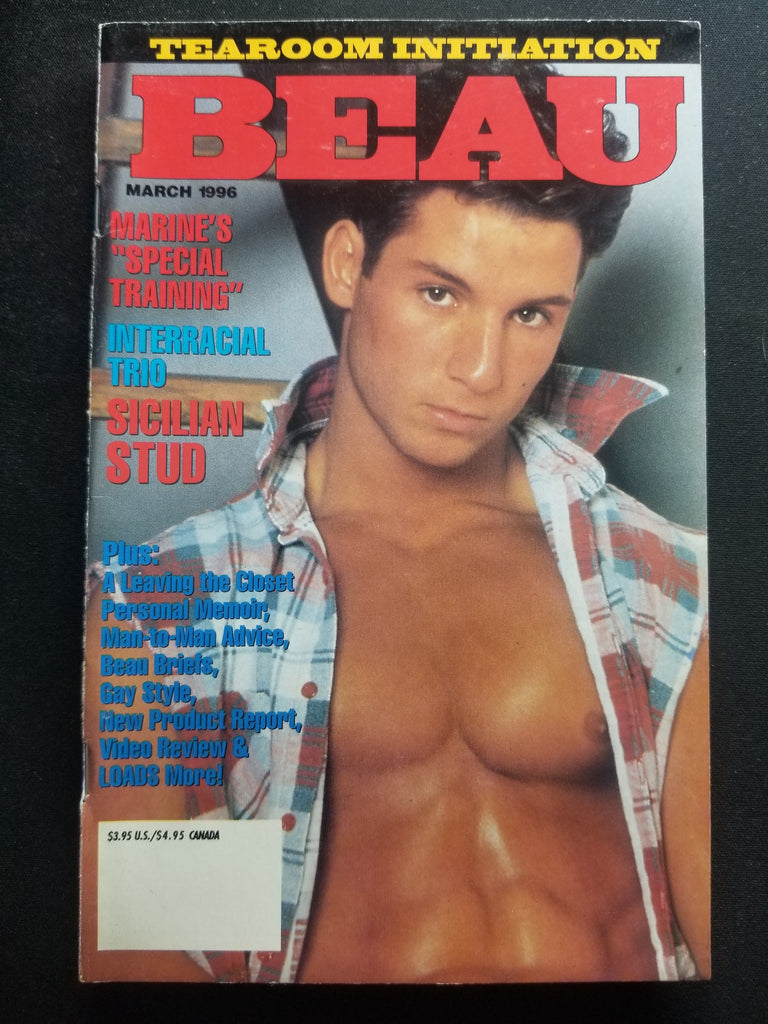 TEAROOM INITIATION
BEAU
MARCH 1996
MARINE'S
"SPECIAL
TRAINING"
INTERRACIAL
TRIO
SICILIAN
STUD
Plus:
A Leaving the Closet
Personal Memoir,
Man-to-Man Advice,
Beau Briefs,
Gay Style,
New Product Report,
Video Review &
LOADS More!
$3.95 U.S./$4.95 CANADA